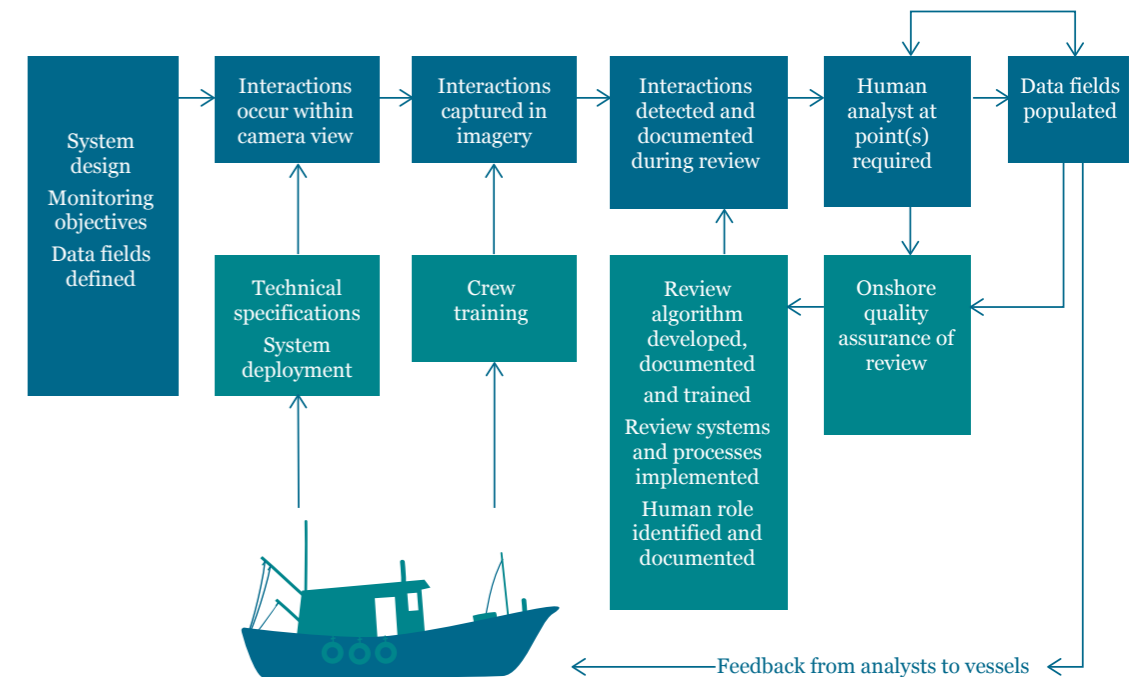 System
design
Monitoring
objectives
Data fields
defined
Interactions
occur within
camera view
Interactions
captured in
imagery
Interactions
detected and
documented
during review
Human
analyst at
point(s)
required
Data fields
populated
Technical
specifications
System
deployment
Crew
training
Review
algorithm
developed,
documented
and trained
Review systems
and processes
implemented
Human role
identified and
documented
Onshore
quality
assurance of
review
Feedback from analysts to vessels